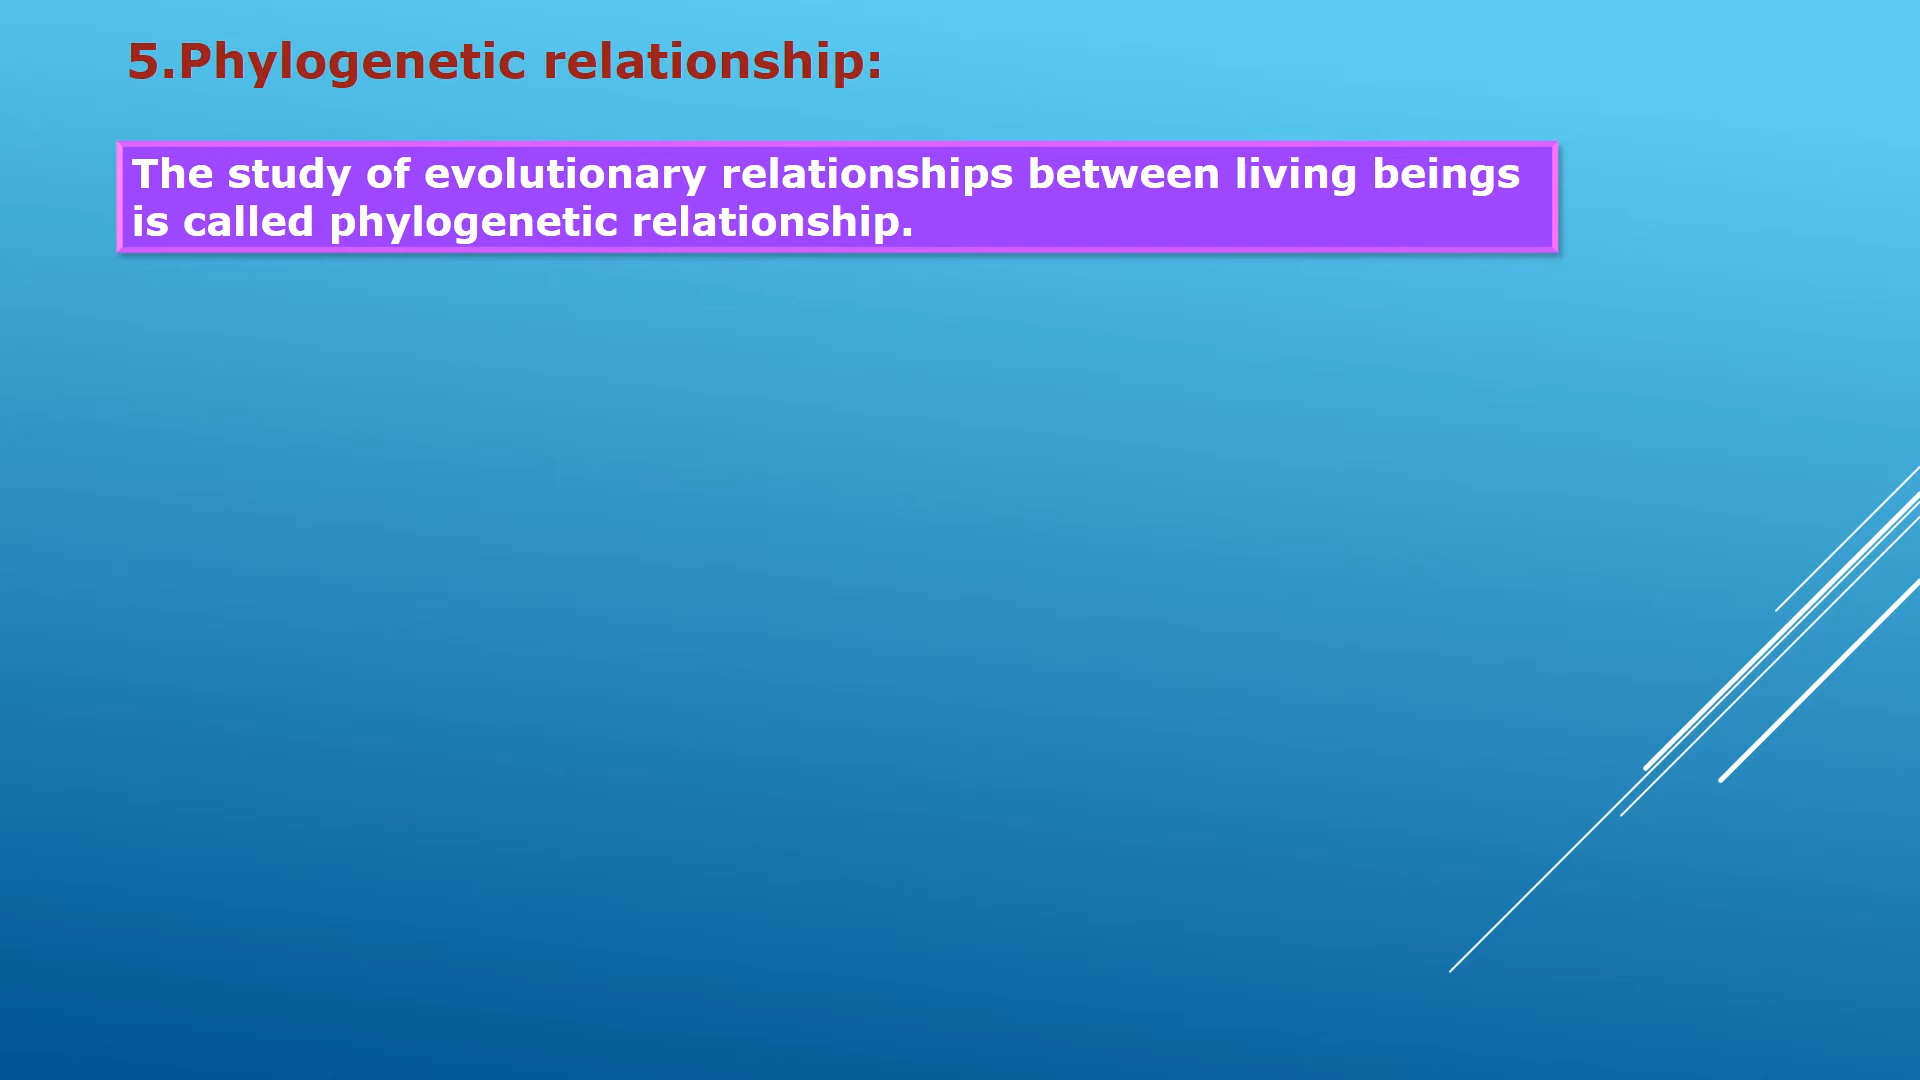 5.Phylogenetic relationship:
The study of evolutionary relationships between living beings
is called phylogenetic relationship.